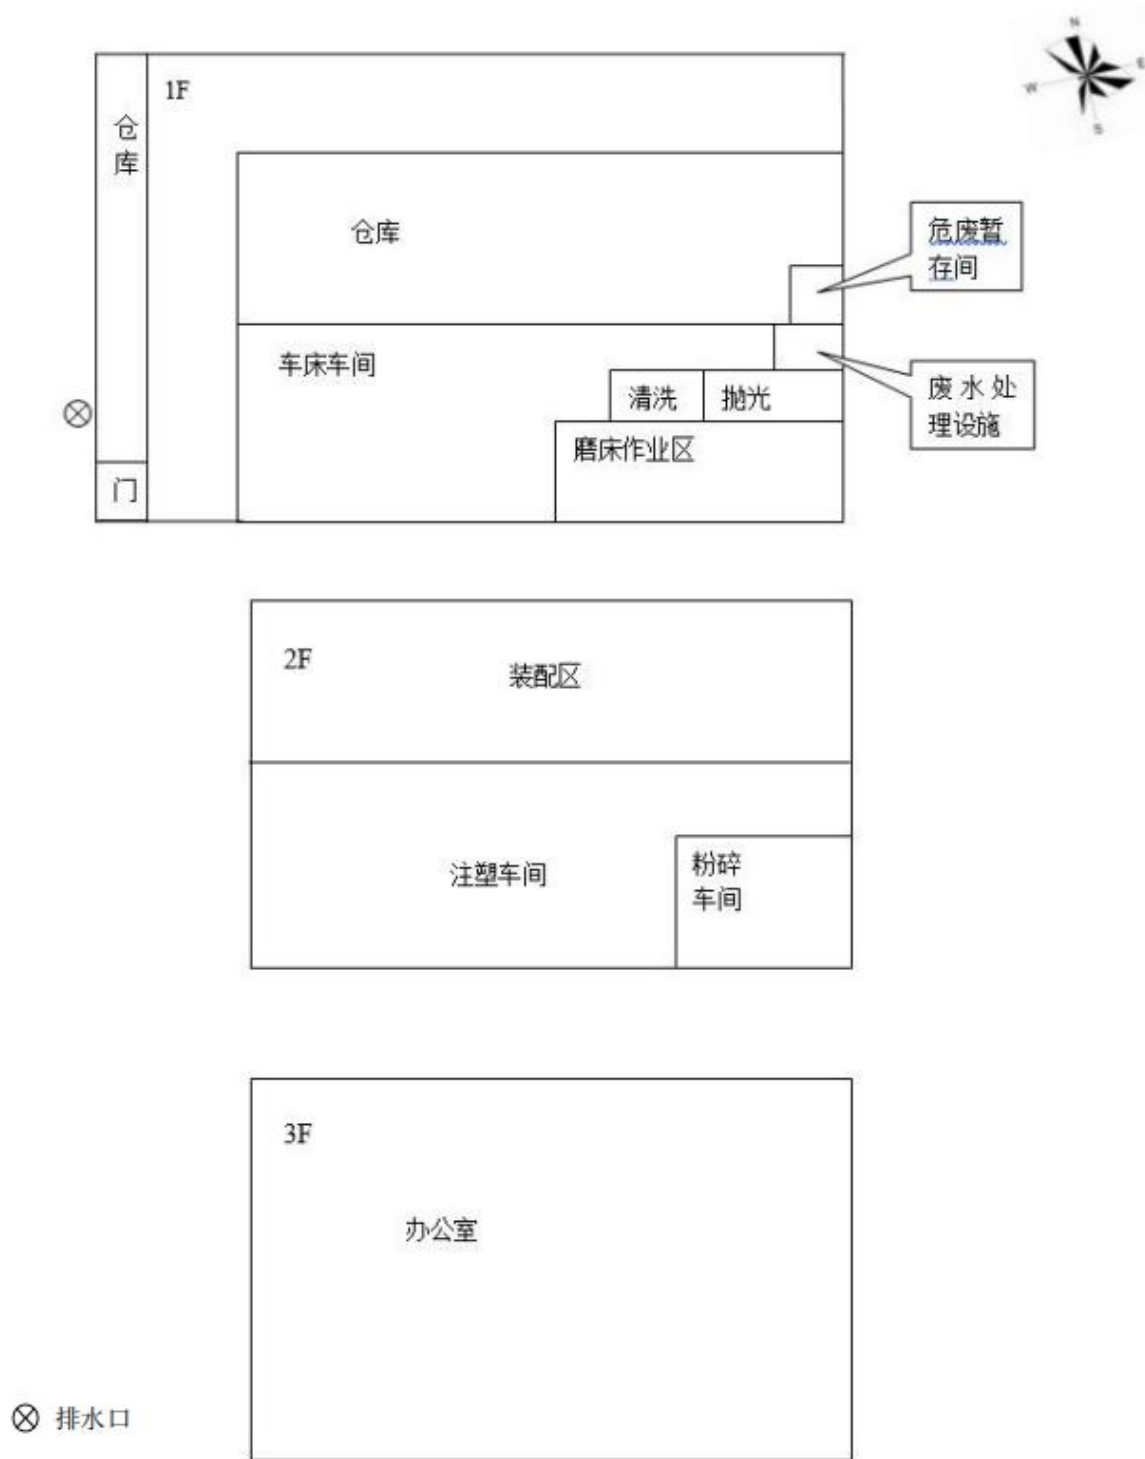 N
E
W
S
1F
仓
库
仓库
危废暂
存间
车床车间
清洗
抛光
废水处
理设施
磨床作业区
门
2F
装配区
注塑车间
粉碎
车间
3F
办公室
排水口